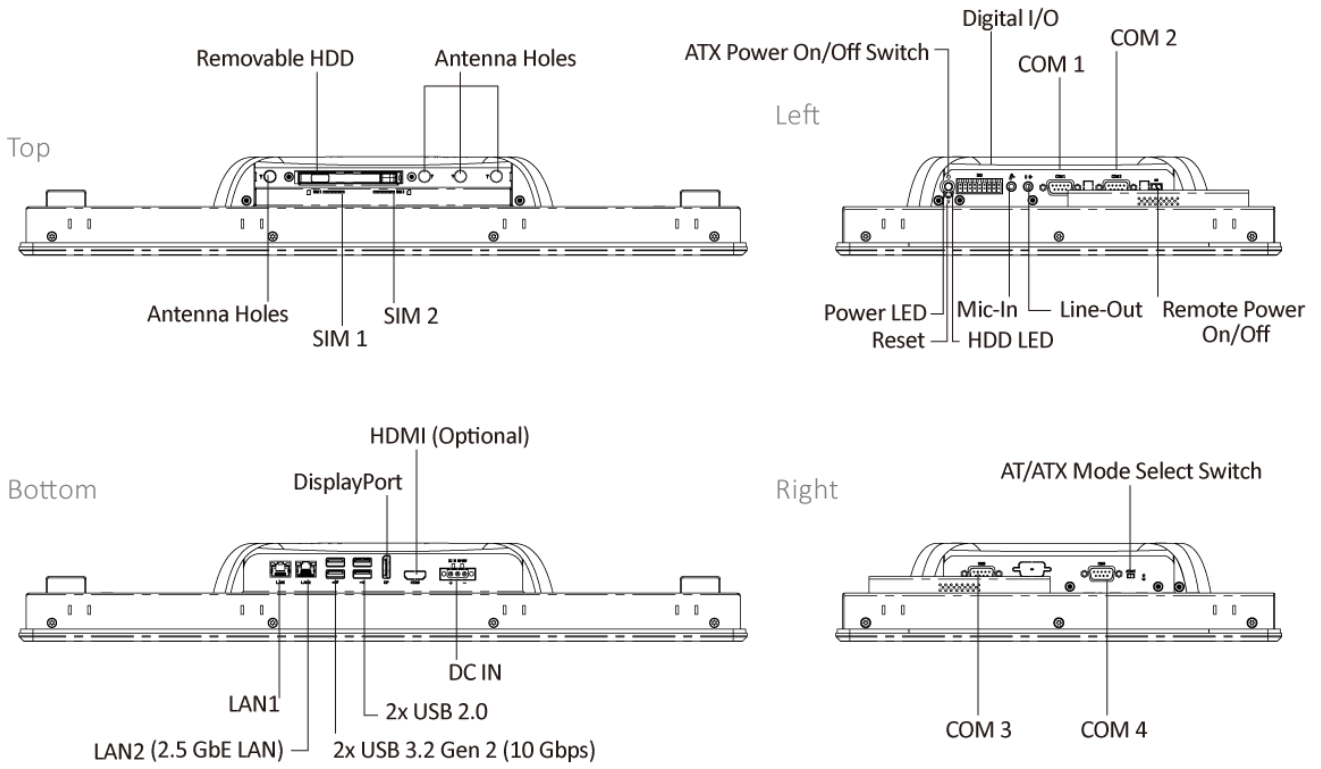 Top
Removable HDD
Antenna Holes
Antenna Holes
SIM 1
SIM 2
Left
ATX Power On/Off Switch
Digital I/O
COM 1
COM 2
Power LED
Reset
HDD LED
Mic-In
Line-Out
Remote Power
On/Off
Bottom
HDMI (Optional)
DisplayPort
LAN1
LAN2 (2.5 GbE LAN)
2x USB 3.2 Gen 2 (10 Gbps)
2x USB 2.0
DC IN
Right
AT/ATX Mode Select Switch
COM 3
COM 4